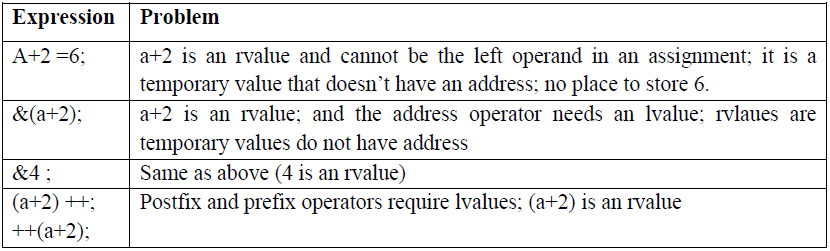 Expression Problem
A+2 =6; a+2 is an rvalue and cannot be the left operand in an assignment; it is a
temporary value that doesn’t have an address; no place to store 6.
&(a+2); a+2 is an rvalue; and the address operator needs an lvalue; rvlaues are
temporary values do not have address
&4 ; Same as above (4 is an rvalue)
(a+2) ++; Postfix and prefix operators require lvalues; (a+2) is an rvalue
++(a+2);